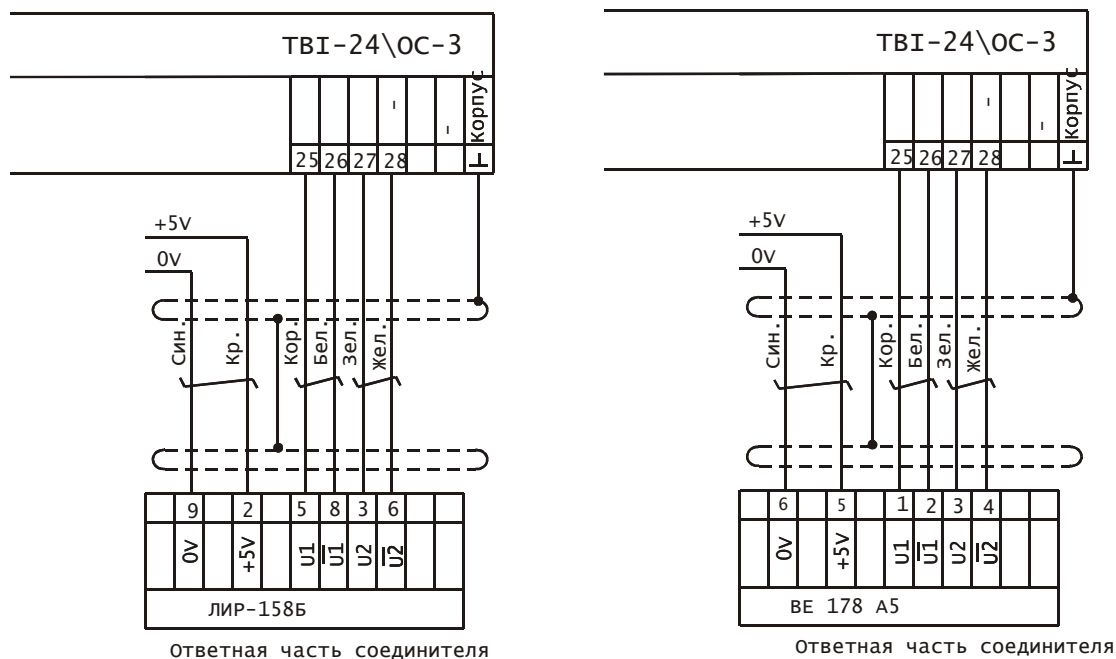 TBI-24\OC-3
Корпус
25 26 27 28
+5V
0V
Син. Кр. Кор. Бел. Зел. Жел.
9 2 5 8 3 6
0V +5V U1 U1 U2 U2
ЛИР-158Б
Ответная часть соединителя
TBI-24\OC-3
Корпус
25 26 27 28
+5V
0V
Син. Кр. Кор. Бел. Зел. Жел.
6 5 1 2 3 4
0V +5V U1 U1 U2 U2
ВЕ 178 А5
Ответная часть соединителя